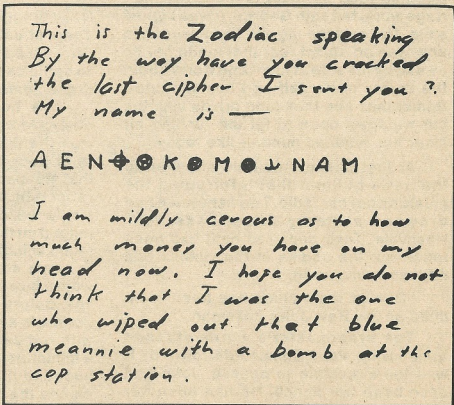 This is the Zodiac speaking
By the way have you cracked
the last cipher I sent you?
My name is —
A E N ⌖ ⊗ K ⊗ M ⊗ ⅃ N A M
I am mildly cerous as to how
much money you have on my
head now. I hope you do not
think that I was the one
who wiped out that blue
meannie with a bomb at the
cop station.